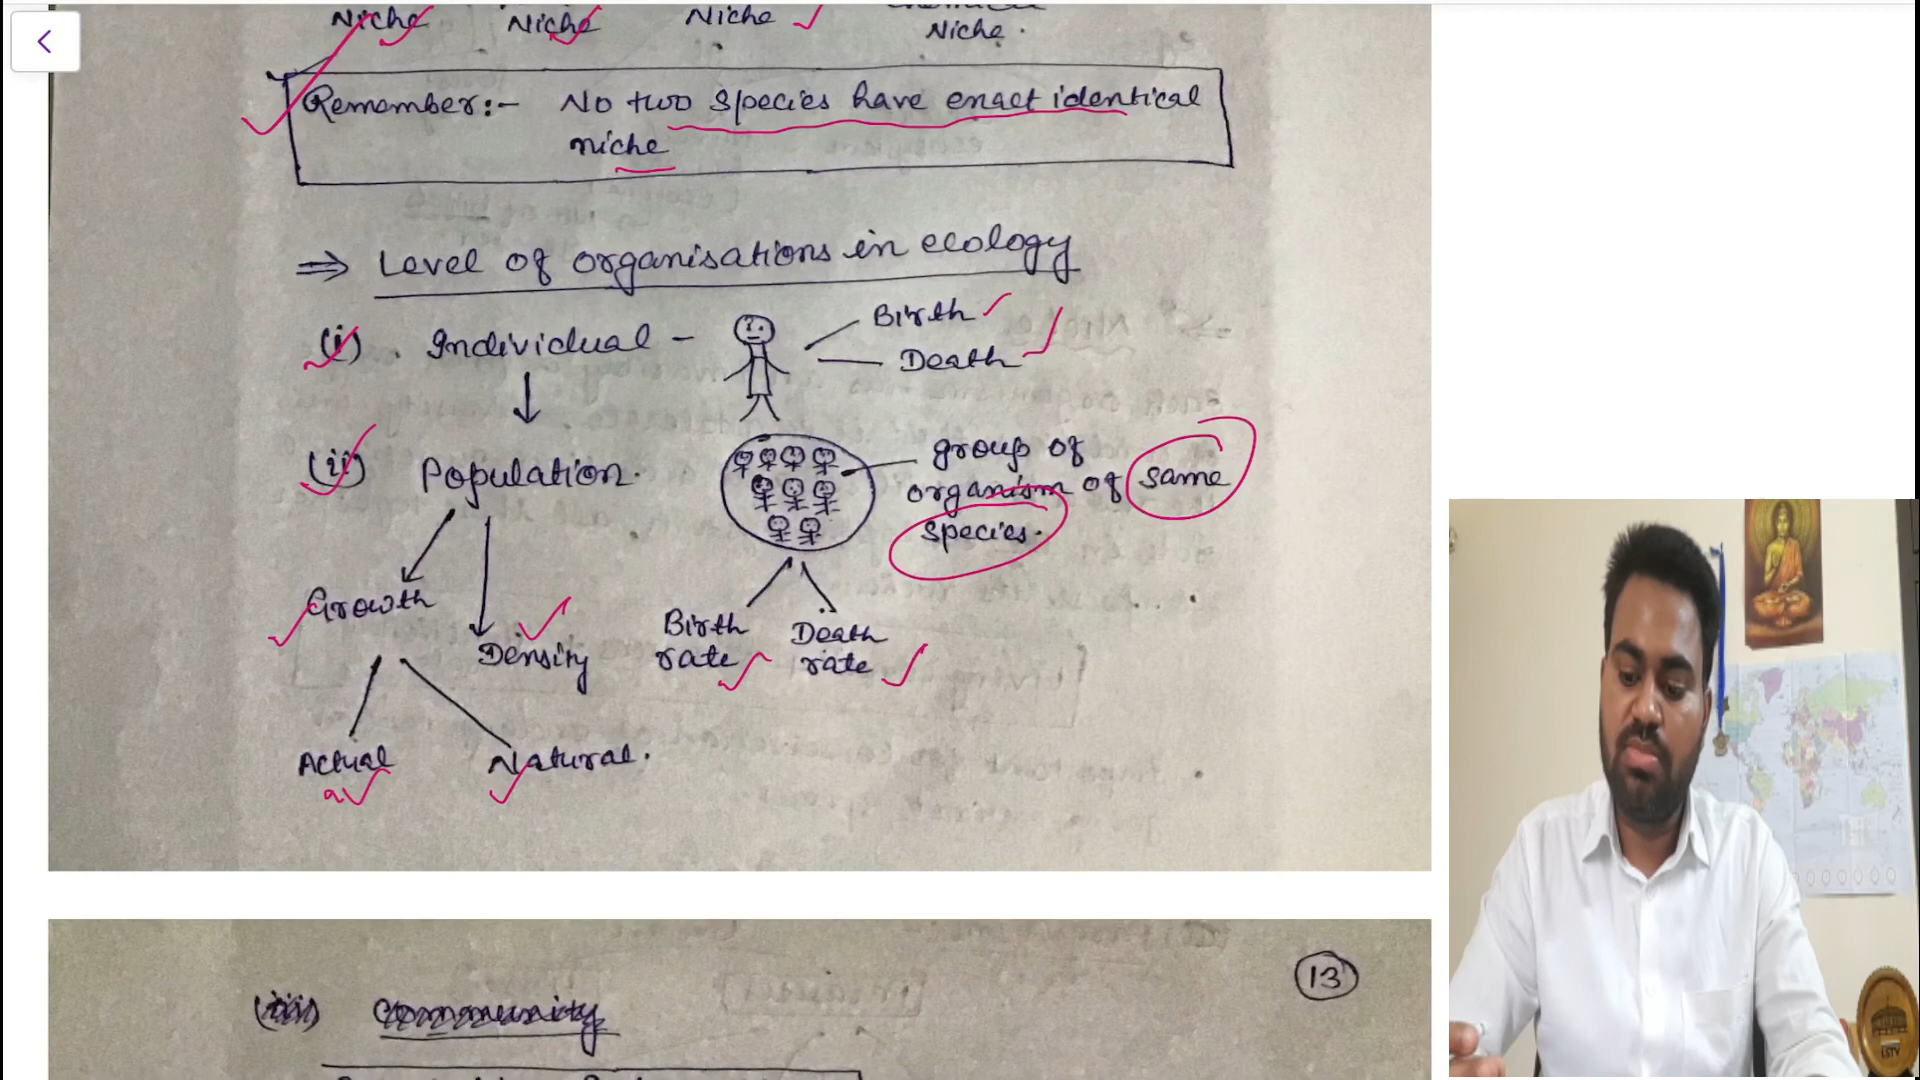 Niche Niche Niche
Niche.
Remember:- No two species have enact identical
niche
⇒ Level of organisations in ecology
(i). Individual - Birth
Death
(ii) Population. group of
organism of same
species.
Growth
Density
Birth rate
Death rate
Actual Natural.
13
(iii) Community
LSTV